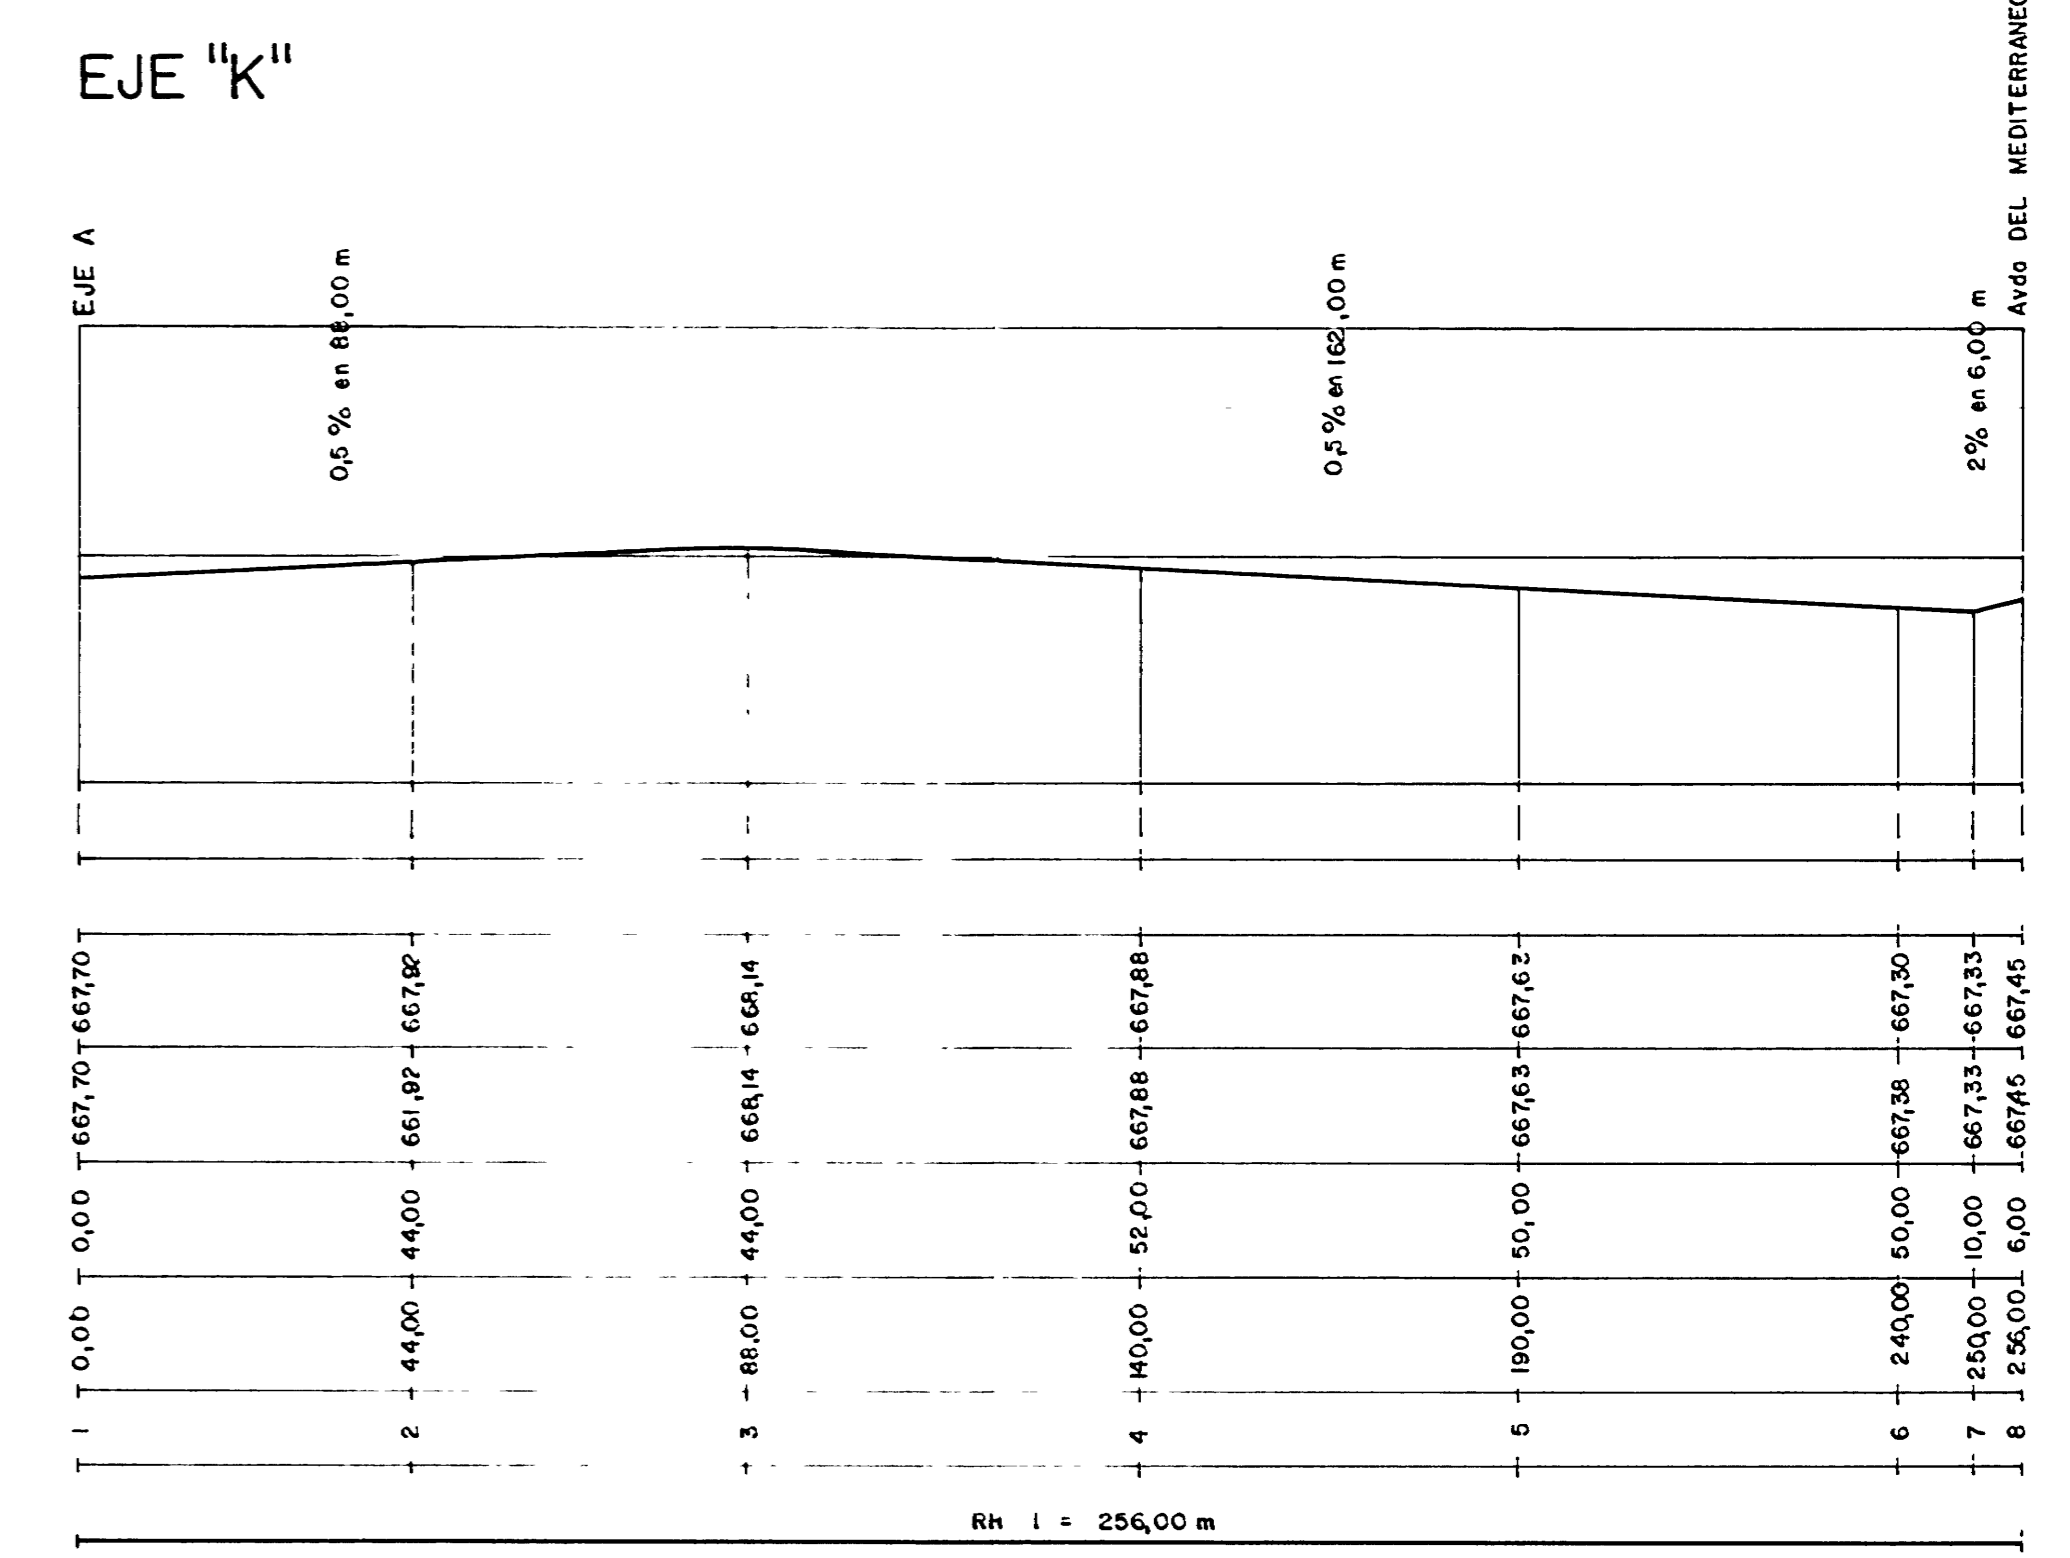 EJE "K"
EJE A
0,5 % en 88,00 m
0,5 % en 162,00 m
2% en 6,00 m
Avda DEL MEDITERRANEO
667,70 667,92 668,14 667,88 667,63 667,30 667,33 667,45
667,70 661,92 668,14 667,88 667,63 667,38 667,33 667,45
0,00 44,00 44,00 52,00 50,00 50,00 10,00 6,00
0,00 44,00 88,00 140,00 190,00 240,00 250,00 256,00
1 2 3 4 5 6 7 8
= 256,00 m